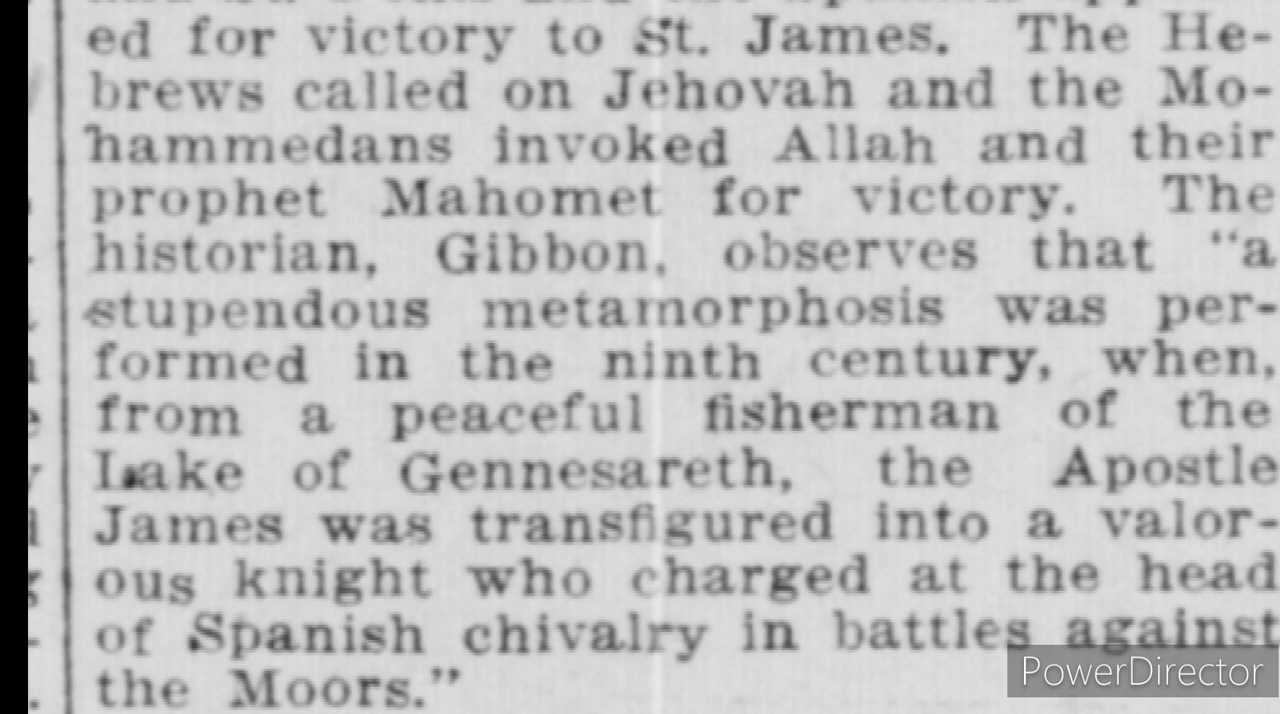 ed for victory to St. James. The He-
brews called on Jehovah and the Mo-
hammedans invoked Allah and their
prophet Mahomet for victory. The
historian, Gibbon, observes that “a
stupendous metamorphosis was per-
formed in the ninth century, when,
from a peaceful fisherman of the
Lake of Gennesareth, the Apostle
James was transfigured into a valor-
ous knight who charged at the head
of Spanish chivalry in battles against
the Moors.”
PowerDirector